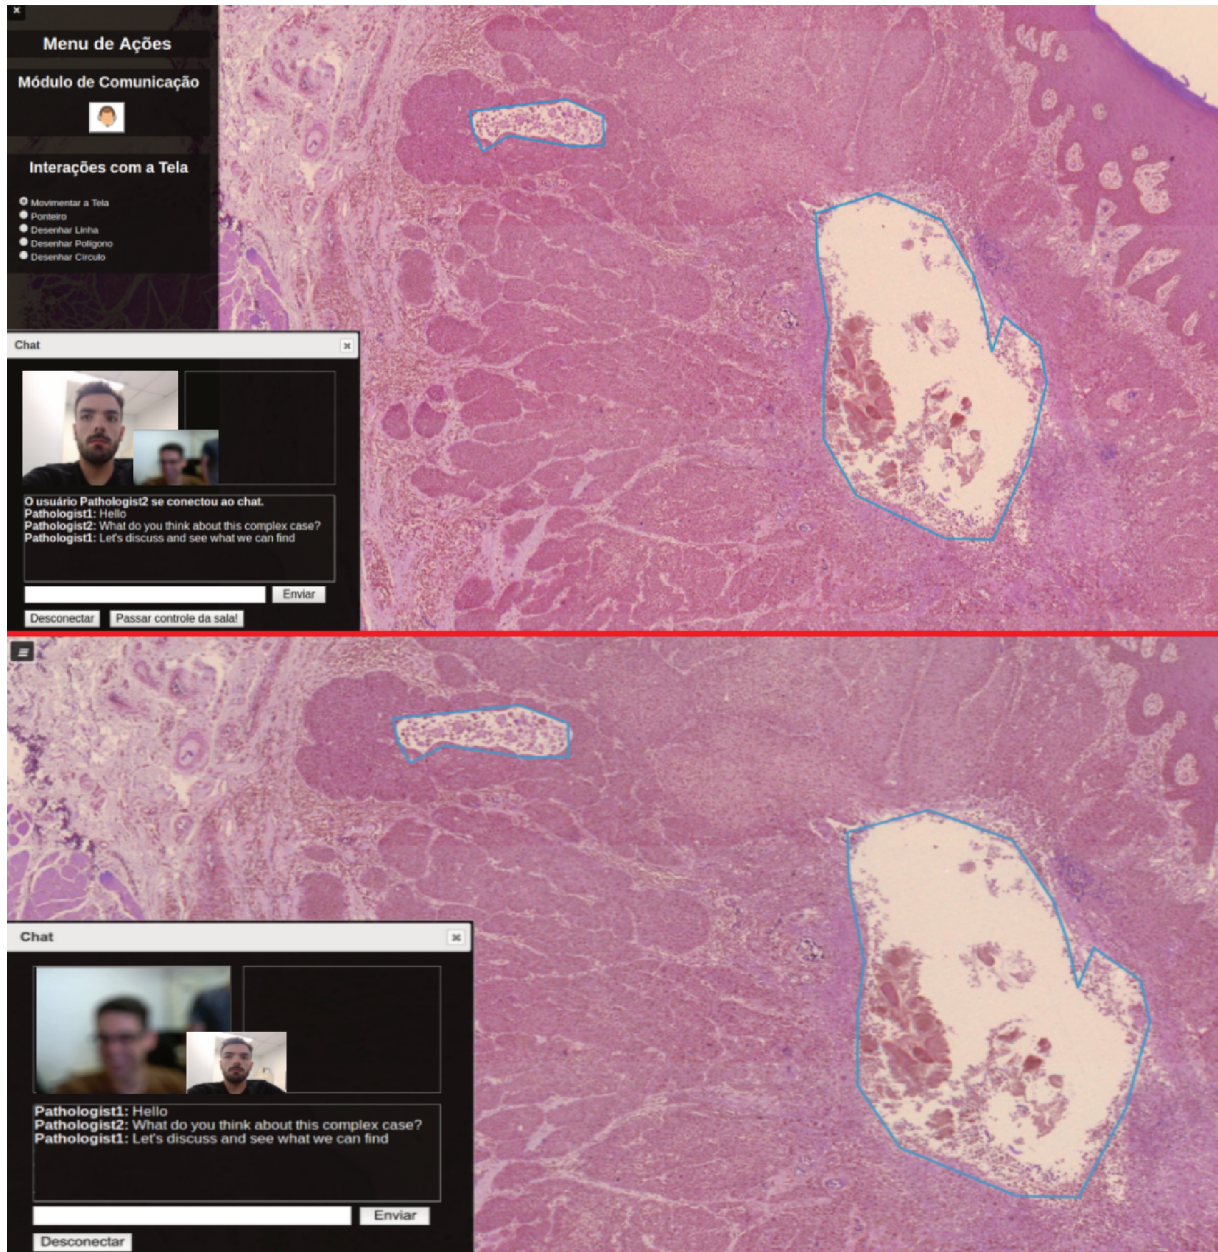 Menu de Ações
Módulo de Comunicação
Interações com a Tela
Movimentar a Tela
Ponteiro
Desenhar Linha
Desenhar Polígono
Desenhar Círculo
Chat
O usuário Pathologist2 se conectou ao chat.
Pathologist1: Hello
Pathologist2: What do you think about this complex case?
Pathologist1: Let's discuss and see what we can find
Enviar
Desconectar Passar controle da sala!
Chat
Pathologist1: Hello
Pathologist2: What do you think about this complex case?
Pathologist1: Let's discuss and see what we can find
Enviar
Desconectar